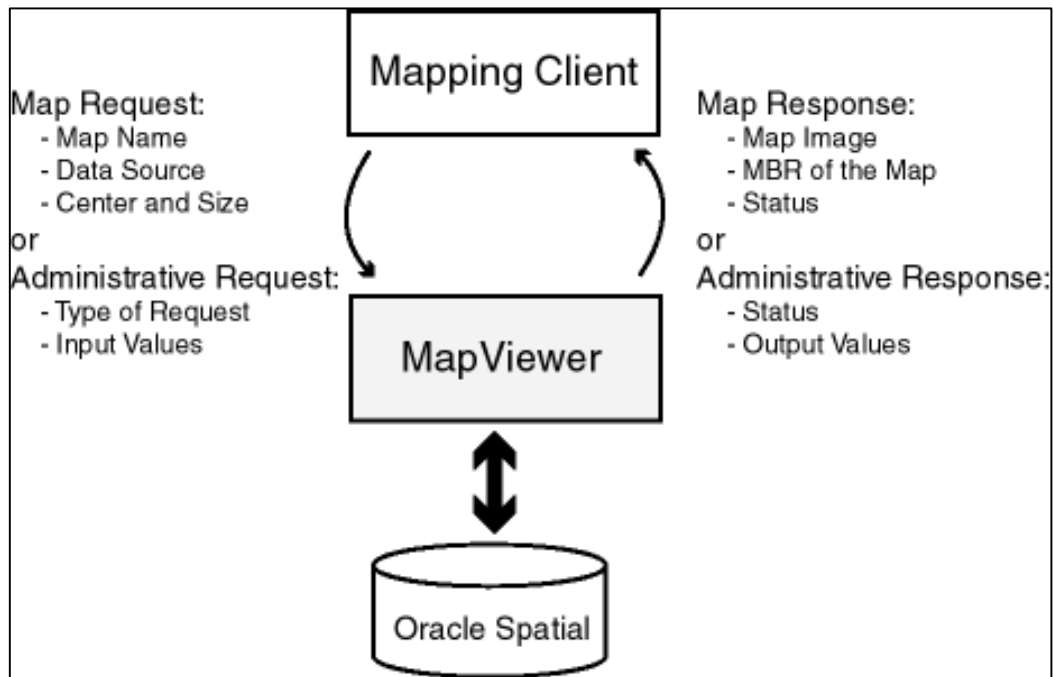 Mapping Client
Map Request:
- Map Name
- Data Source
- Center and Size
or
Administrative Request:
- Type of Request
- Input Values
Map Response:
- Map Image
- MBR of the Map
- Status
or
Administrative Response:
- Status
- Output Values
MapViewer
Oracle Spatial